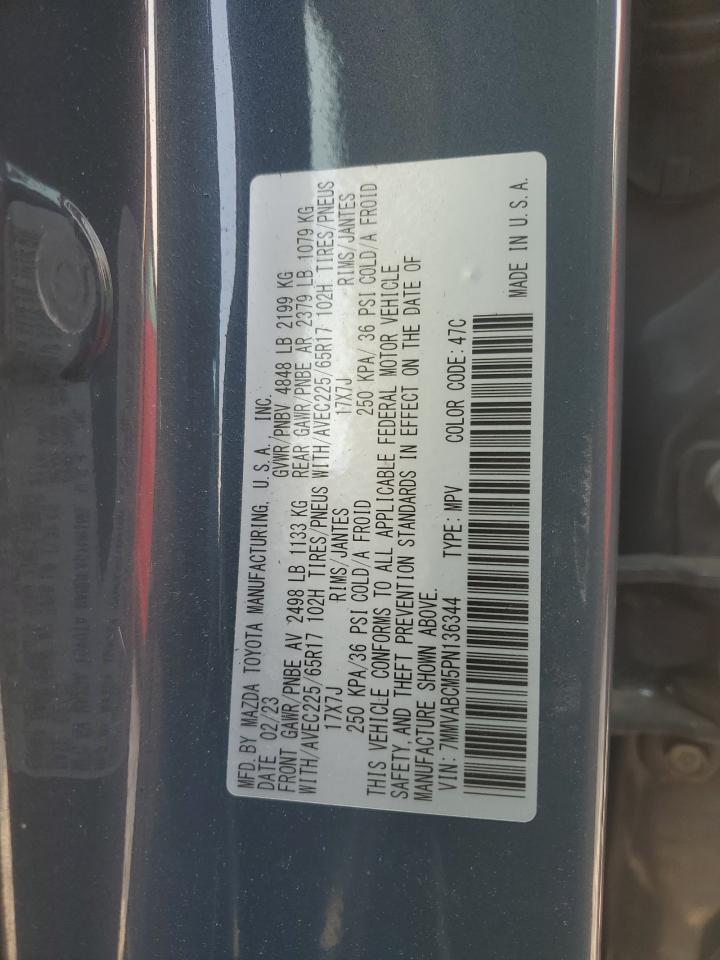 MFD.BY MAZDA TOYOTA MANUFACTURING, U.S.A. INC.
DATE 02/23 GVWR/PNBV 4848 LB 2199 KG
FRONT GAWR/PNBE AV 2498 LB 1133 KG REAR GAWR/PNBE AR 2379 LB 1079 KG
WITH/AVEC225/65R17 102H TIRES/PNEUS WITH/AVEC225/65R17 102H TIRES/PNEUS
17X7J RIMS/JANTES 17X7J RIMS/JANTES
250 KPA/36 PSI COLD/A FROID 250 KPA/ 36 PSI COLD/A FROID
THIS VEHICLE CONFORMS TO ALL APPLICABLE FEDERAL MOTOR VEHICLE
SAFETY, AND THEFT PREVENTION STANDARDS IN EFFECT ON THE DATE OF
MANUFACTURE SHOWN ABOVE.
VIN: 7MMVABCM5PN136344 TYPE: MPV COLOR CODE: 47C
MADE IN U.S.A.